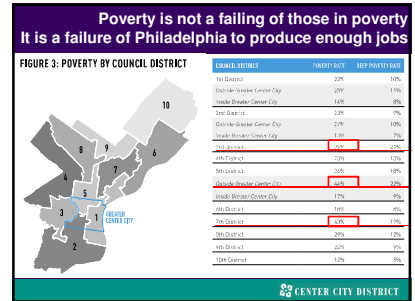 Poverty is not a failing of those in poverty
It is a failure of Philadelphia to produce enough jobs
FIGURE 3: POVERTY BY COUNCIL DISTRICT
10
8
9
6
7
4
5
3
1
GREATER
CENTER CITY
2
COUNCIL DISTRICT POVERTY RATE DEEP POVERTY RATE
1st District 22% 10%
Outside Greater Center City 11%
Inside Greater Center City 14% 8%
2nd District 23% 9%
Outside Greater Center City 27% 10%
Inside Greater Center City 13% 7%
3rd District 21%
4th District 23% 13%
5th District 36% 18%
Outside Greater Center City 44% 22%
Inside Greater Center City 17% 9%
6th District 18% 8%
7th District 43% 19%
8th District 29% 12%
9th District 22% 9%
10th District 12% 5%
CENTER CITY DISTRICT